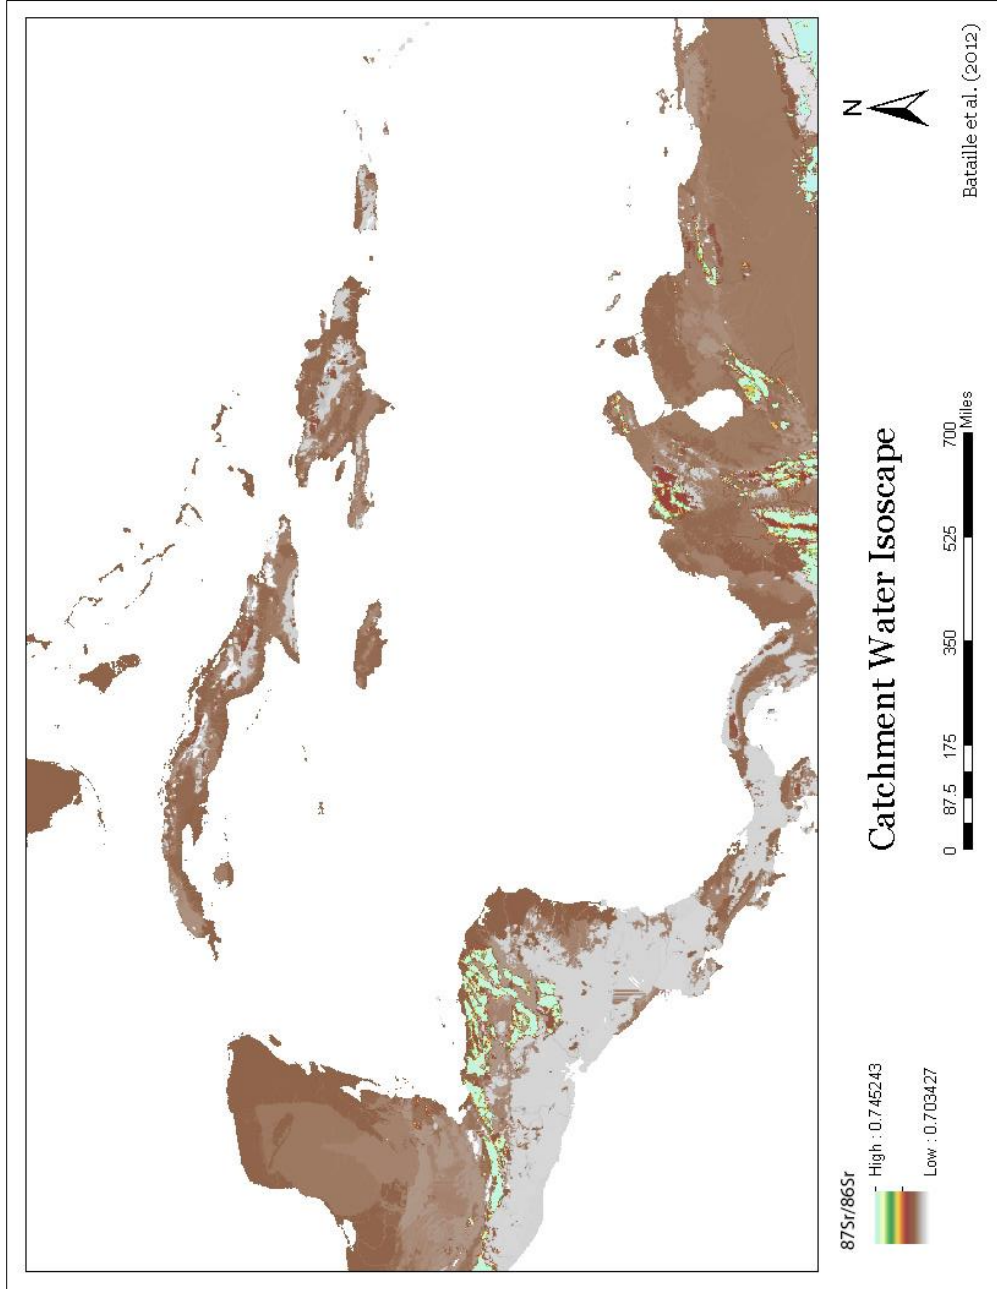 N
Bataille et al. (2012)
Catchment Water Isoscape
0 87.5 175 350 525 700
Miles
87Sr/86Sr
High : 0.745243
Low : 0.703427